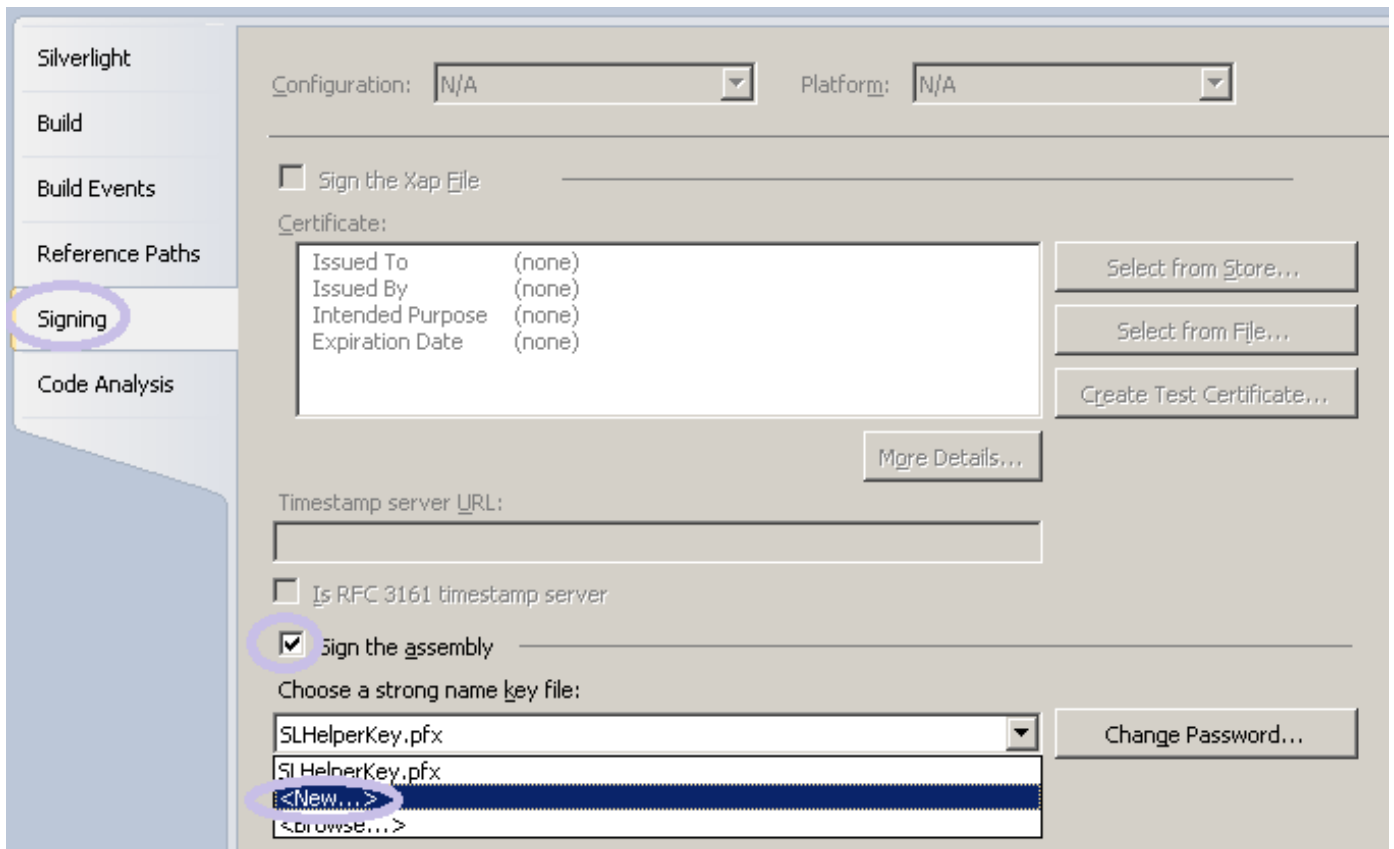 Silverlight
Build
Build Events
Reference Paths
Signing
Code Analysis
Configuration: N/A Platform: N/A
Sign the Xap File
Certificate:
Issued To (none)
Issued By (none)
Intended Purpose (none)
Expiration Date (none)
Select from Store...
Select from File...
Create Test Certificate...
More Details...
Timestamp server URL:
Is RFC 3161 timestamp server
Sign the assembly
Choose a strong name key file:
SLHelperKey.pfx
Change Password...
SLHelperKey.pfx
<New...>
<Browse...>